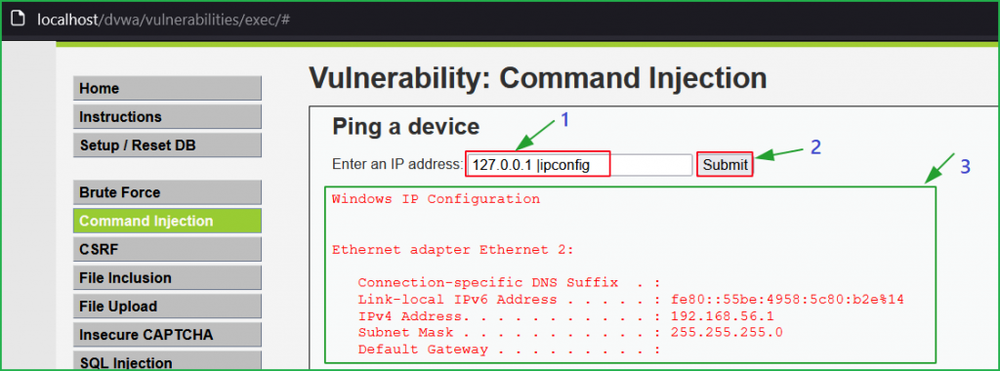 localhost/dvwa/vulnerabilities/exec/#
Home
Instructions
Setup / Reset DB
Brute Force
Command Injection
CSRF
File Inclusion
File Upload
Insecure CAPTCHA
SQL Injection
Vulnerability: Command Injection
Ping a device
1
Enter an IP address: 127.0.0.1 |ipconfig Submit
2
3
Windows IP Configuration
Ethernet adapter Ethernet 2:
Connection-specific DNS Suffix . :
Link-local IPv6 Address . . . . . : fe80::55be:4958:5c80:b2e%14
IPv4 Address. . . . . . . . . . . : 192.168.56.1
Subnet Mask . . . . . . . . . . . : 255.255.255.0
Default Gateway . . . . . . . . . :